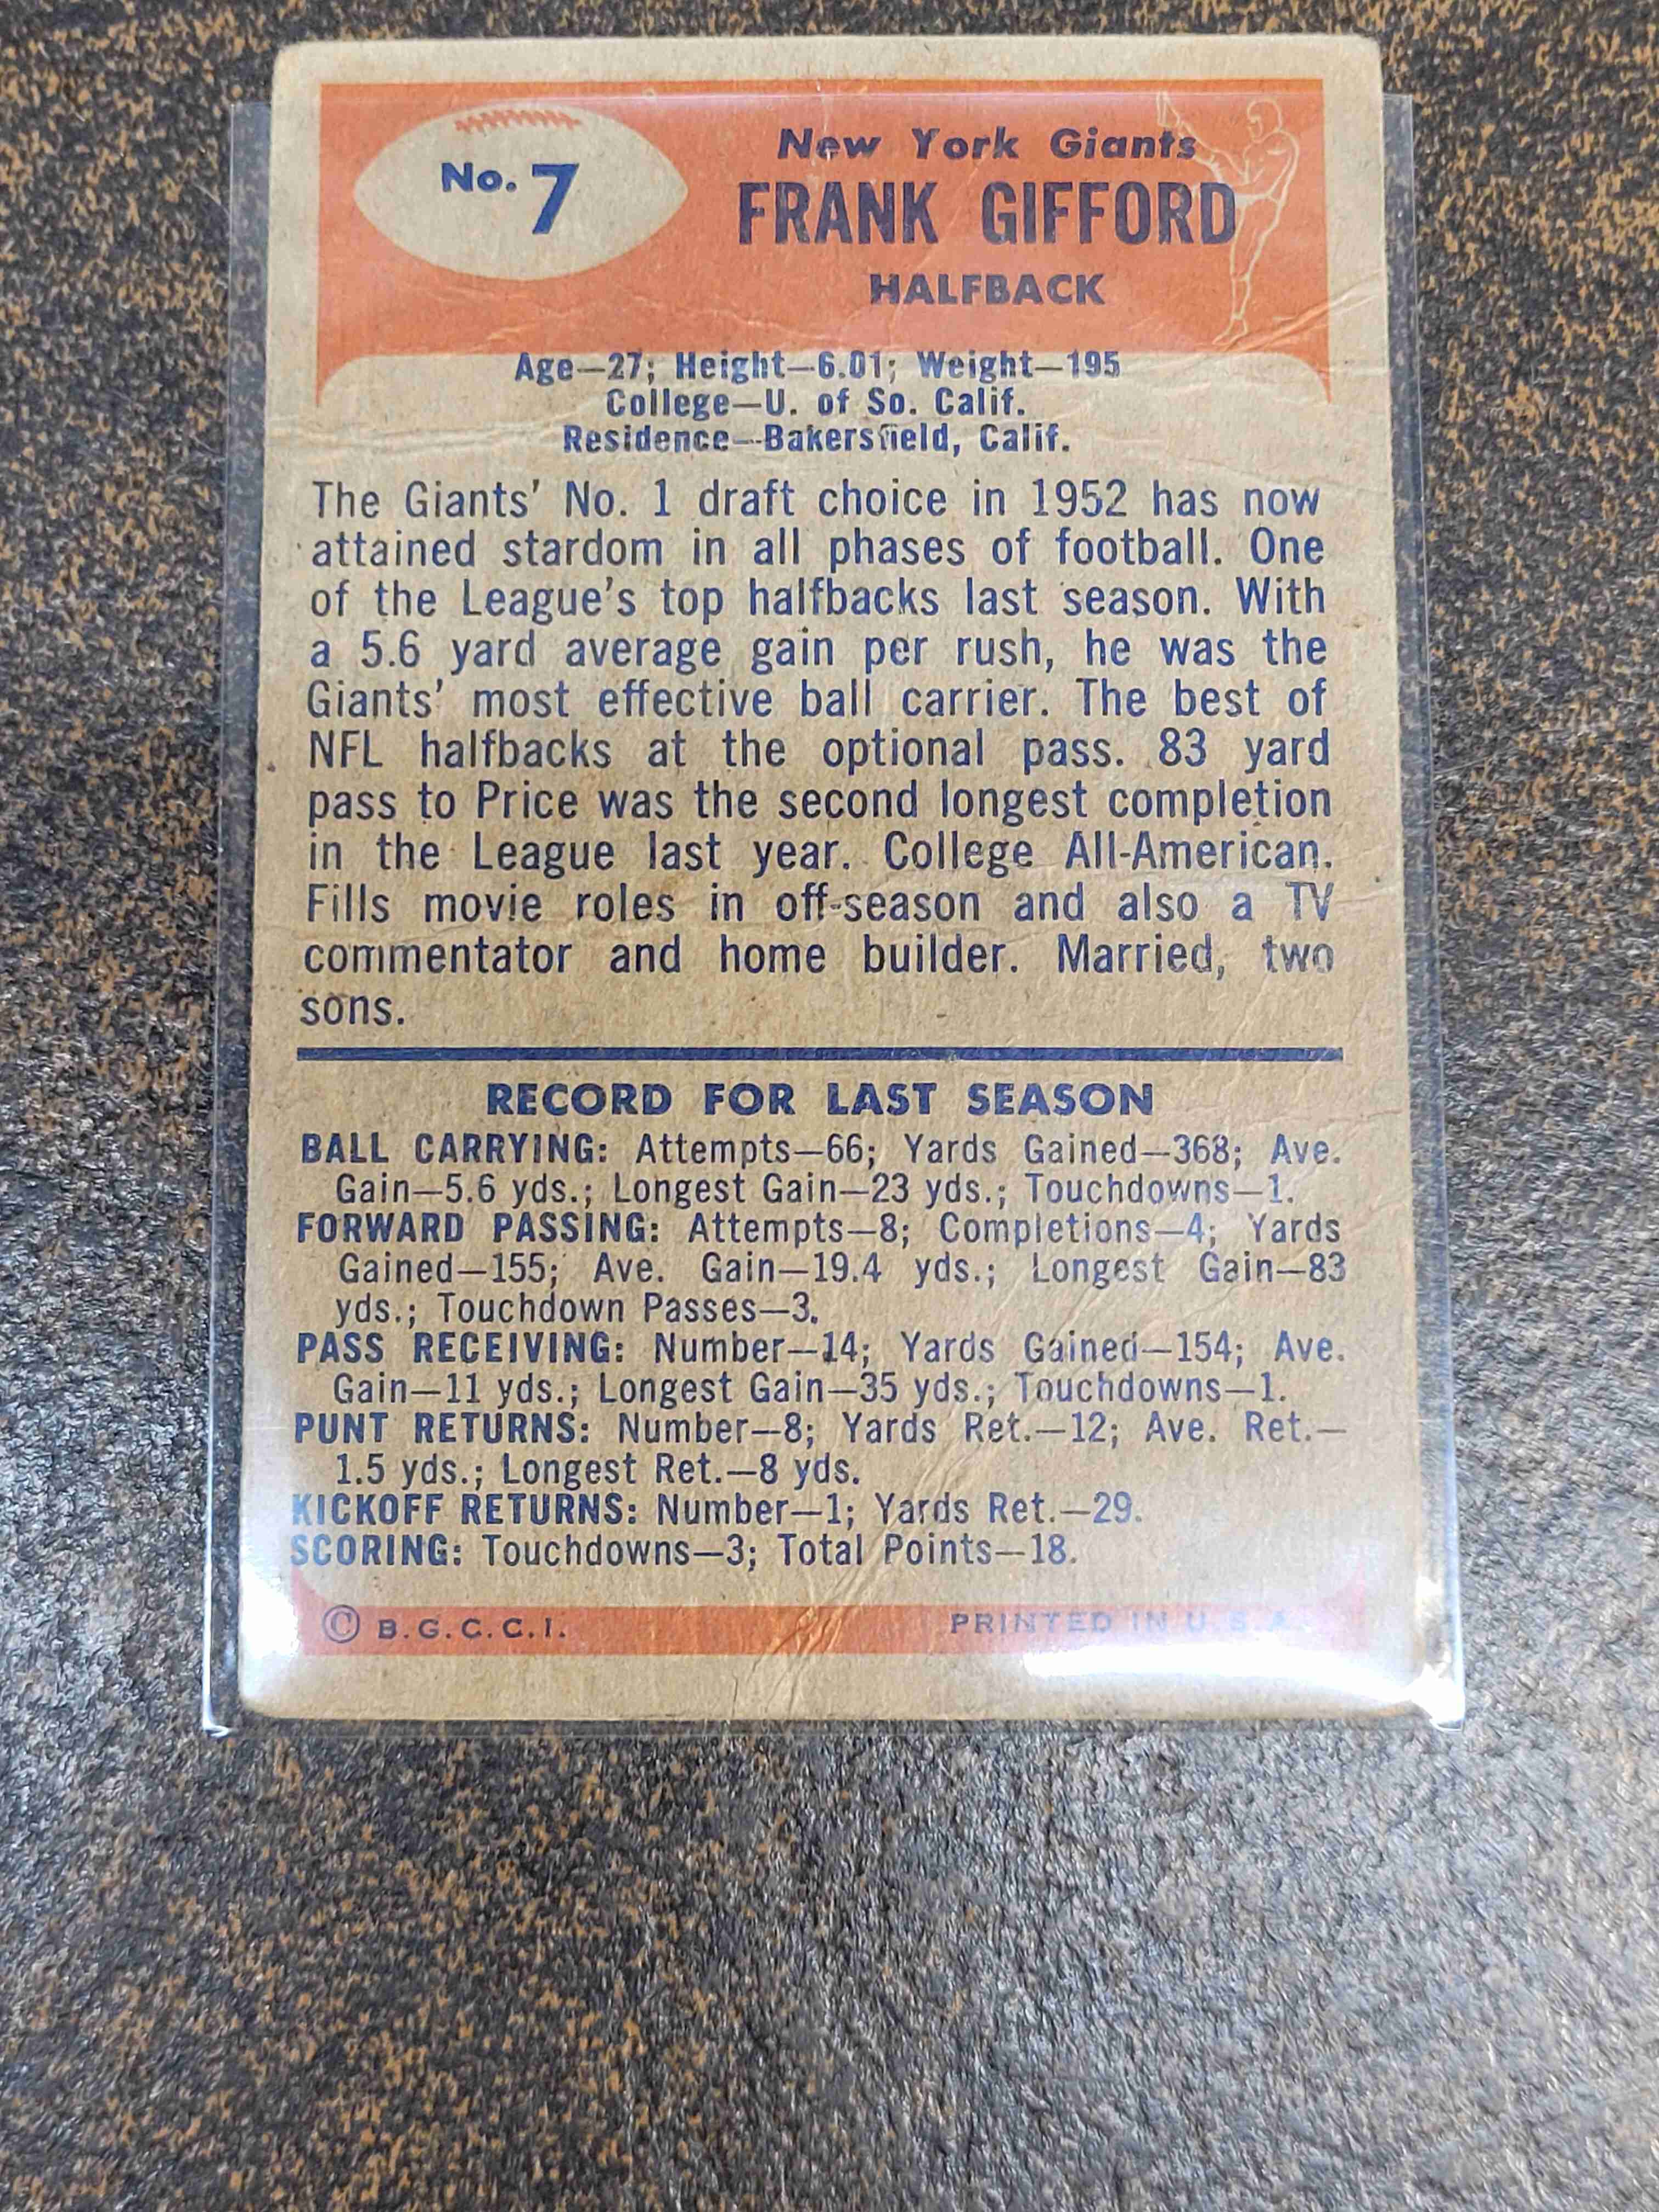 No. 7
New York Giants
FRANK GIFFORD
HALFBACK
Age—27; Height—6.01; Weight—195
College—U. of So. Calif.
Residence—Bakersfield, Calif.
The Giants' No. 1 draft choice in 1952 has now
attained stardom in all phases of football. One
of the League's top halfbacks last season. With
a 5.6 yard average gain per rush, he was the
Giants' most effective ball carrier. The best of
NFL halfbacks at the optional pass. 83 yard
pass to Price was the second longest completion
in the League last year. College All-American.
Fills movie roles in off-season and also a TV
commentator and home builder. Married, two
sons.
RECORD FOR LAST SEASON
BALL CARRYING: Attempts—66; Yards Gained—368; Ave.
Gain—5.6 yds.; Longest Gain—23 yds.; Touchdowns—1.
FORWARD PASSING: Attempts—8; Completions—4; Yards
Gained—155; Ave. Gain—19.4 yds.; Longest Gain—83
yds.; Touchdown Passes—3.
PASS RECEIVING: Number—14; Yards Gained—154; Ave.
Gain—11 yds.; Longest Gain—35 yds.; Touchdowns—1.
PUNT RETURNS: Number—8; Yards Ret.—12; Ave. Ret.—
1.5 yds.; Longest Ret.—8 yds.
KICKOFF RETURNS: Number—1; Yards Ret.—29.
SCORING: Touchdowns—3; Total Points—18.
© B.G.C.C.I. PRINTED IN U.S.A.